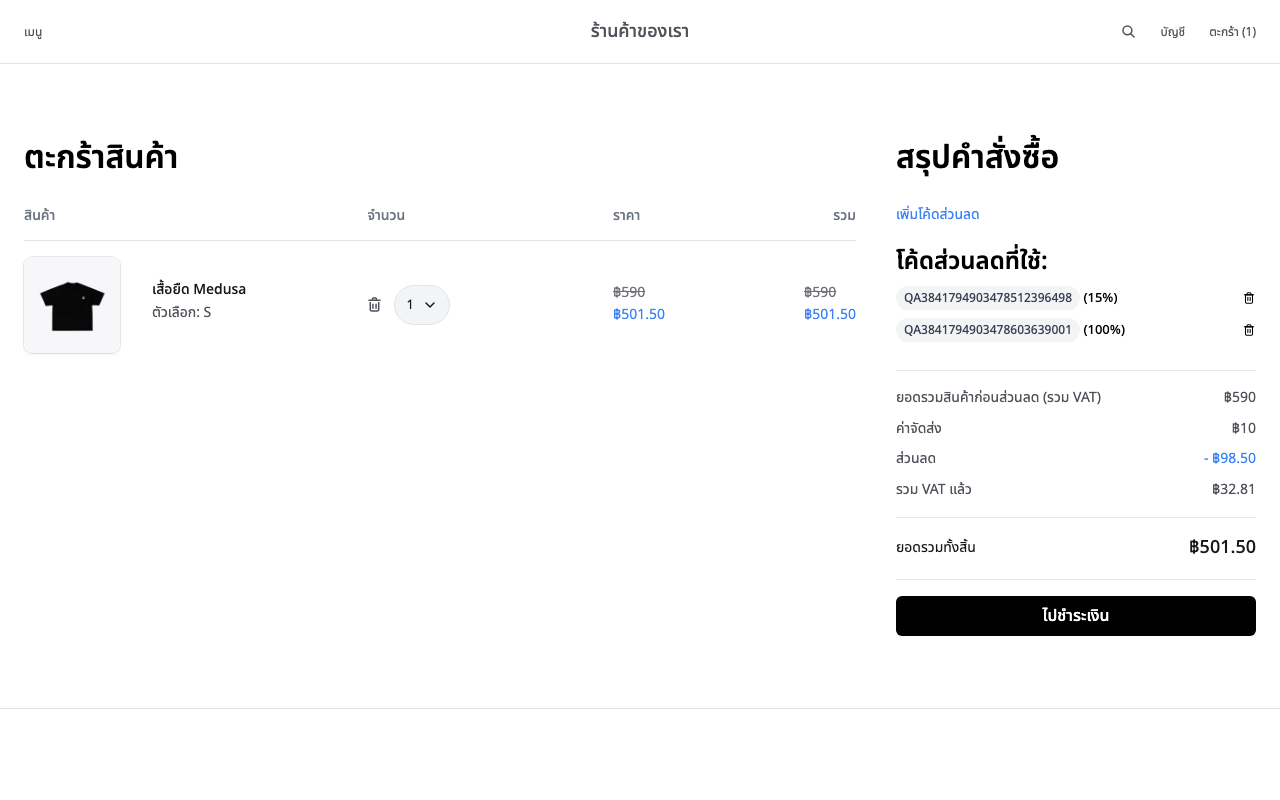 เมนู
ร้านค้าของเรา
บัญชี
ตะกร้า (1)
ตะกร้าสินค้า
สินค้า จำนวน ราคา รวม
เสื้อยืด Medusa
ตัวเลือก: S
1
฿590 ฿590
฿501.50 ฿501.50
สรุปคำสั่งซื้อ
เพิ่มโค้ดส่วนลด
โค้ดส่วนลดที่ใช้:
QA3841794903478512396498 (15%)
QA3841794903478603639001 (100%)
ยอดรวมสินค้าก่อนส่วนลด (รวม VAT) ฿590
ค่าจัดส่ง ฿10
ส่วนลด - ฿98.50
รวม VAT แล้ว ฿32.81
ยอดรวมทั้งสิ้น ฿501.50
ไปชำระเงิน